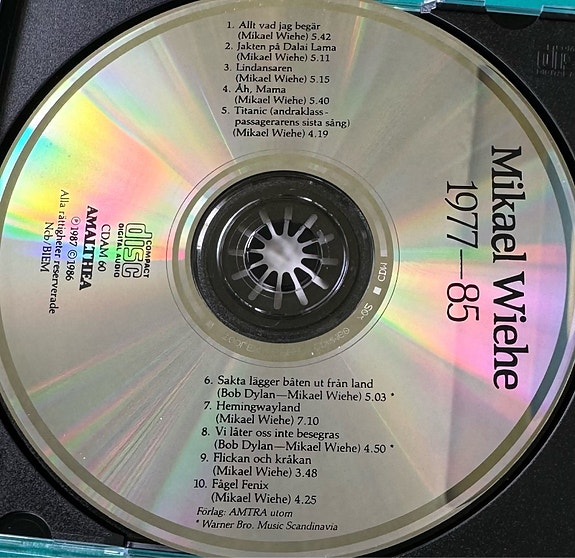 1. Allt vad jag begär
(Mikael Wiehe) 5.42
2. Jakten på Dalai Lama
(Mikael Wiehe) 5.11
3. Lindansaren
(Mikael Wiehe) 5.15
4. Åh, Mama
(Mikael Wiehe) 5.40
5. Titanic (andraklass-
passagerarens sista sång)
(Mikael Wiehe) 4.19
Mikael Wiehe
1977—85
COMPACT
disc
DIGITAL AUDIO
CDAM 60
AMALTHEA
℗ 1987 © 1986
Alla rättigheter reserverade
Ncb/BIEM
6. Sakta lägger båten ut från land
(Bob Dylan—Mikael Wiehe) 5.03 *
7. Hemingwayland
(Mikael Wiehe) 7.10
8. Vi låter oss inte besegras
(Bob Dylan—Mikael Wiehe) 4.50 *
9. Flickan och kråkan
(Mikael Wiehe) 3.48
10. Fågel Fenix
(Mikael Wiehe) 4.25
Förlag: AMTRA utom
* Warner Bro. Music Scandinavia